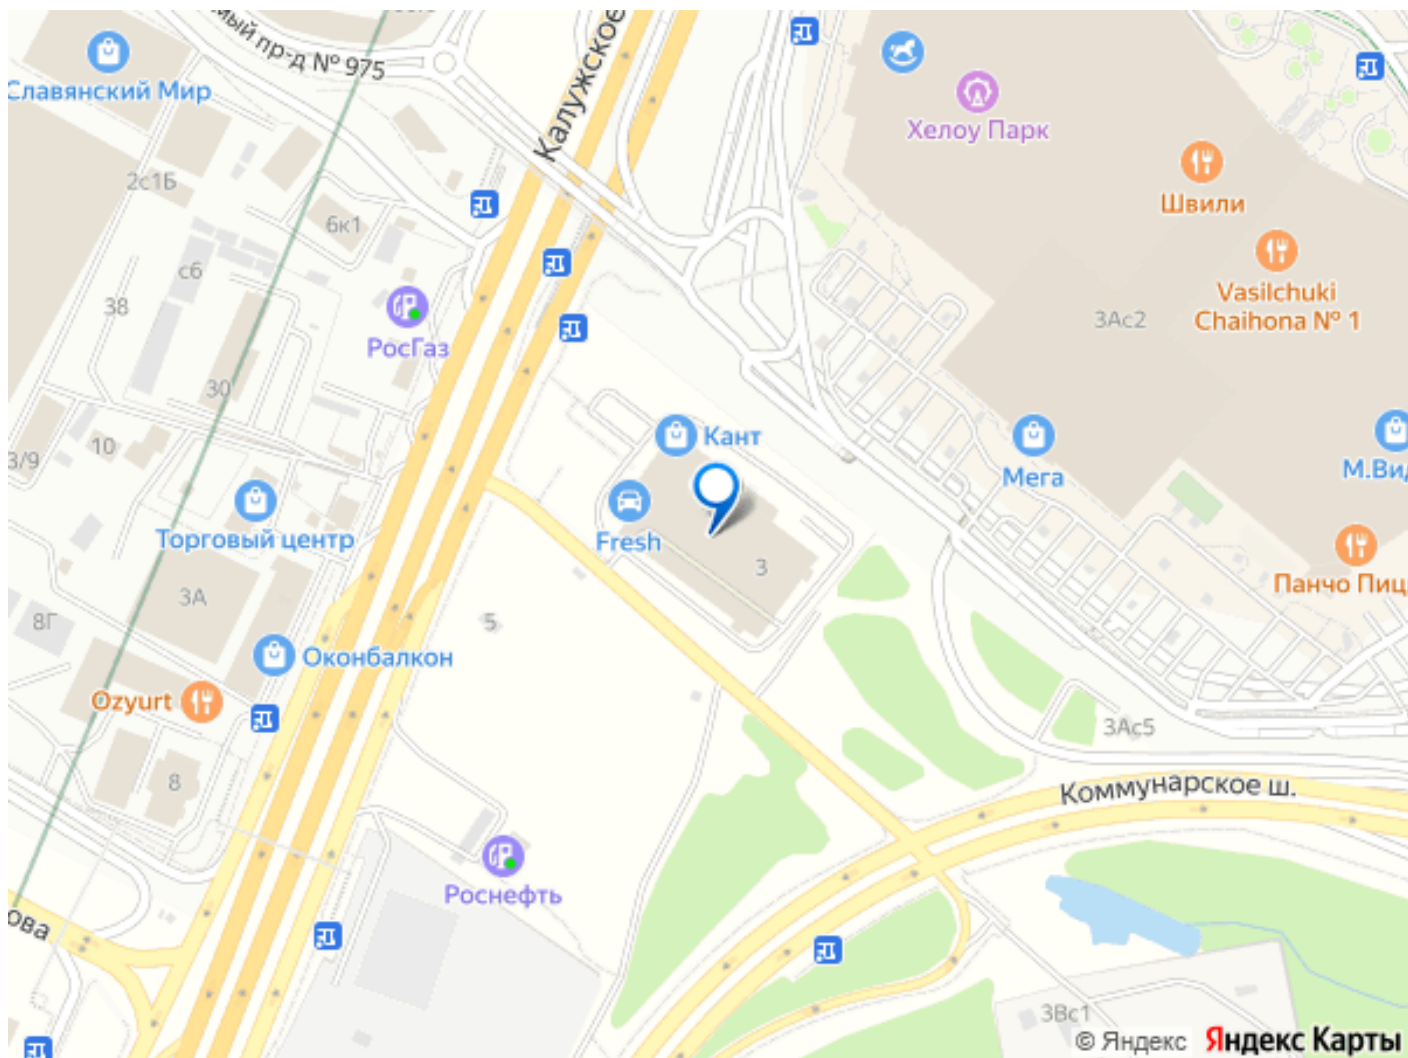 мый пр-д № 975
Калужское
Славянский Мир
Хелоу Парк
2с1Б
6к1
Швили
с6
38
Vasilchuki
Chaihona № 1
3Ас2
РосГаз
30
Кант
10
3/9
Мега
М.Вид
Торговый центр
Fresh
3
Панчо Пиц
3А
8Г
5
Оконбалкон
Ozyurt
3Ас5
8
Коммунарское ш.
Роснефть
ова
3Вс1
© Яндекс Яндекс Карты